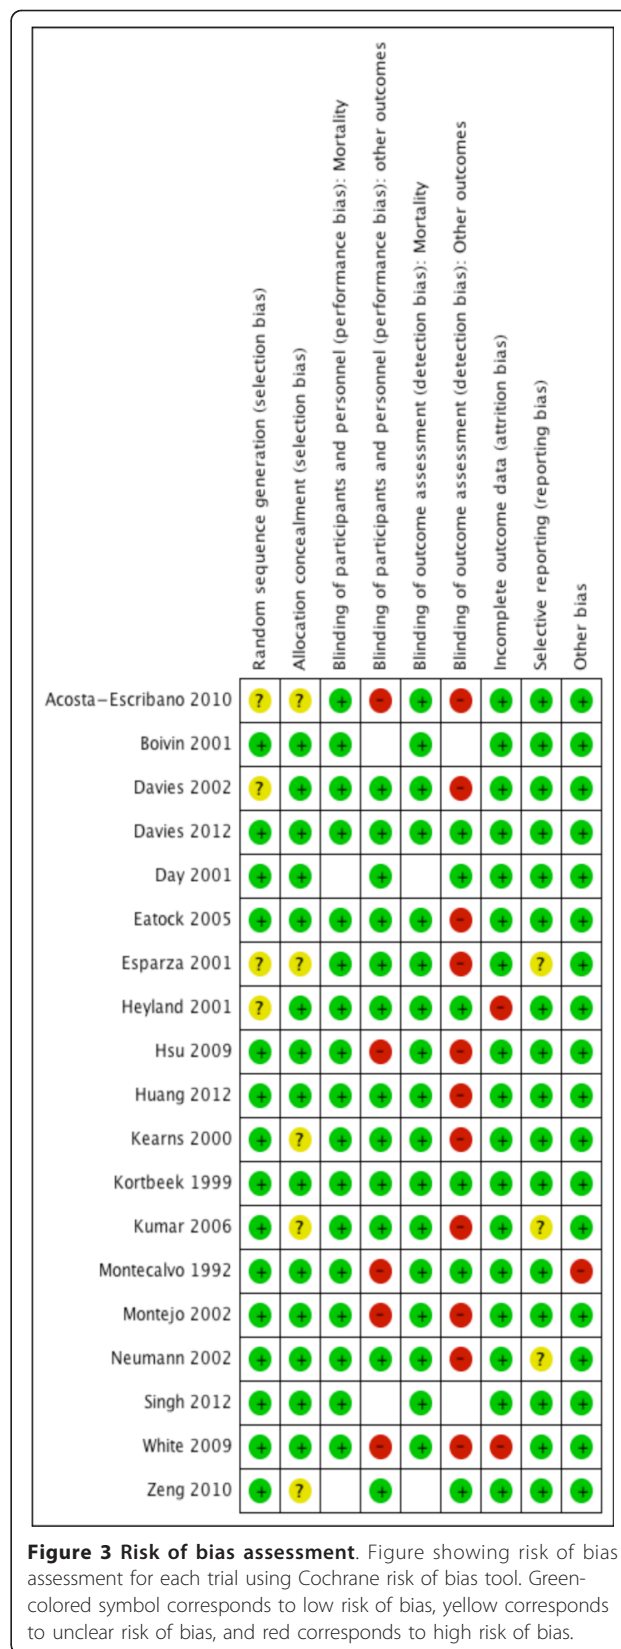 Random sequence generation (selection bias)
Allocation concealment (selection bias)
Blinding of participants and personnel (performance bias): Mortality
Blinding of participants and personnel (performance bias): other outcomes
Blinding of outcome assessment (detection bias): Mortality
Blinding of outcome assessment (detection bias): Other outcomes
Incomplete outcome data (attrition bias)
Selective reporting (reporting bias)
Other bias
Acosta−Escribano 2010 ? ? + - + - + + +
Boivin 2001 + + + + + + +
Davies 2002 ? + + + + - + + +
Davies 2012 + + + + + + + + +
Day 2001 + + + + + + +
Eatock 2005 + + + + + - + + +
Esparza 2001 ? ? + + + - + ? +
Heyland 2001 ? + + + + + - + +
Hsu 2009 + + + - + - + + +
Huang 2012 + + + + + - + + +
Kearns 2000 + ? + + + - + + +
Kortbeek 1999 + + + + + + + + +
Kumar 2006 + ? + + + - + ? +
Montecalvo 1992 + + + - + + + + -
Montejo 2002 + + + - + - + + +
Neumann 2002 + + + + + - + ? +
Singh 2012 + + + + + + +
White 2009 + + + - + - - + +
Zeng 2010 + ? + + + + +
Figure 3 Risk of bias assessment. Figure showing risk of bias
assessment for each trial using Cochrane risk of bias tool. Green-
colored symbol corresponds to low risk of bias, yellow corresponds
to unclear risk of bias, and red corresponds to high risk of bias.